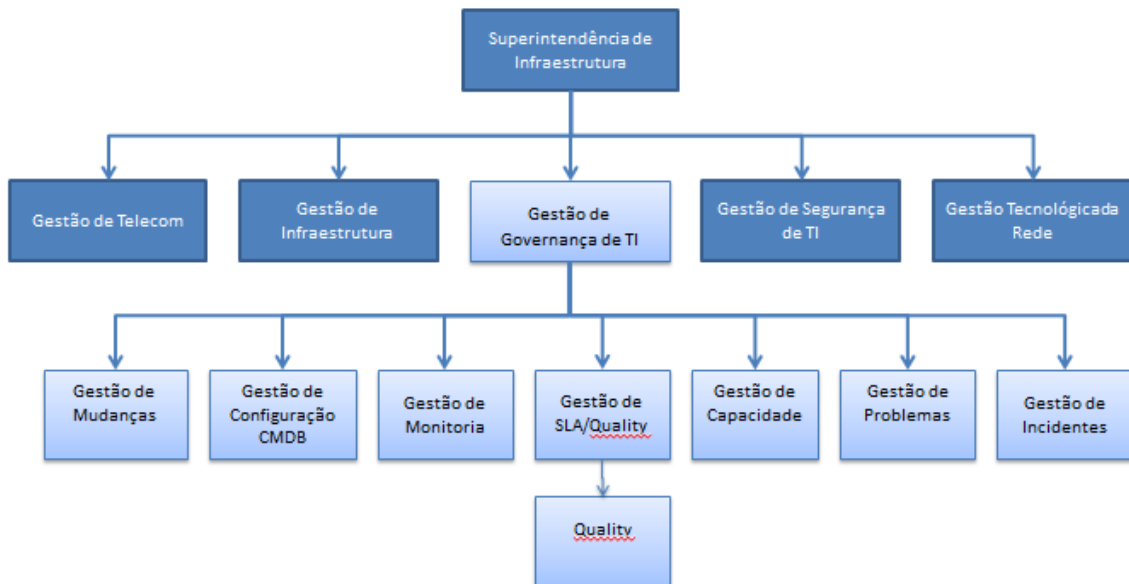 Superintendência de
Infraestrutura
Gestão de Telecom
Gestão de
Infraestrutura
Gestão de
Governança de TI
Gestão de Segurança
de TI
Gestão Tecnológicada
Rede
Gestão de
Mudanças
Gestão de
Configuração
CMDB
Gestão de
Monitoria
Gestão de
SLA/Quality
Gestão de
Capacidade
Gestão de
Problemas
Gestão de
Incidentes
Quality